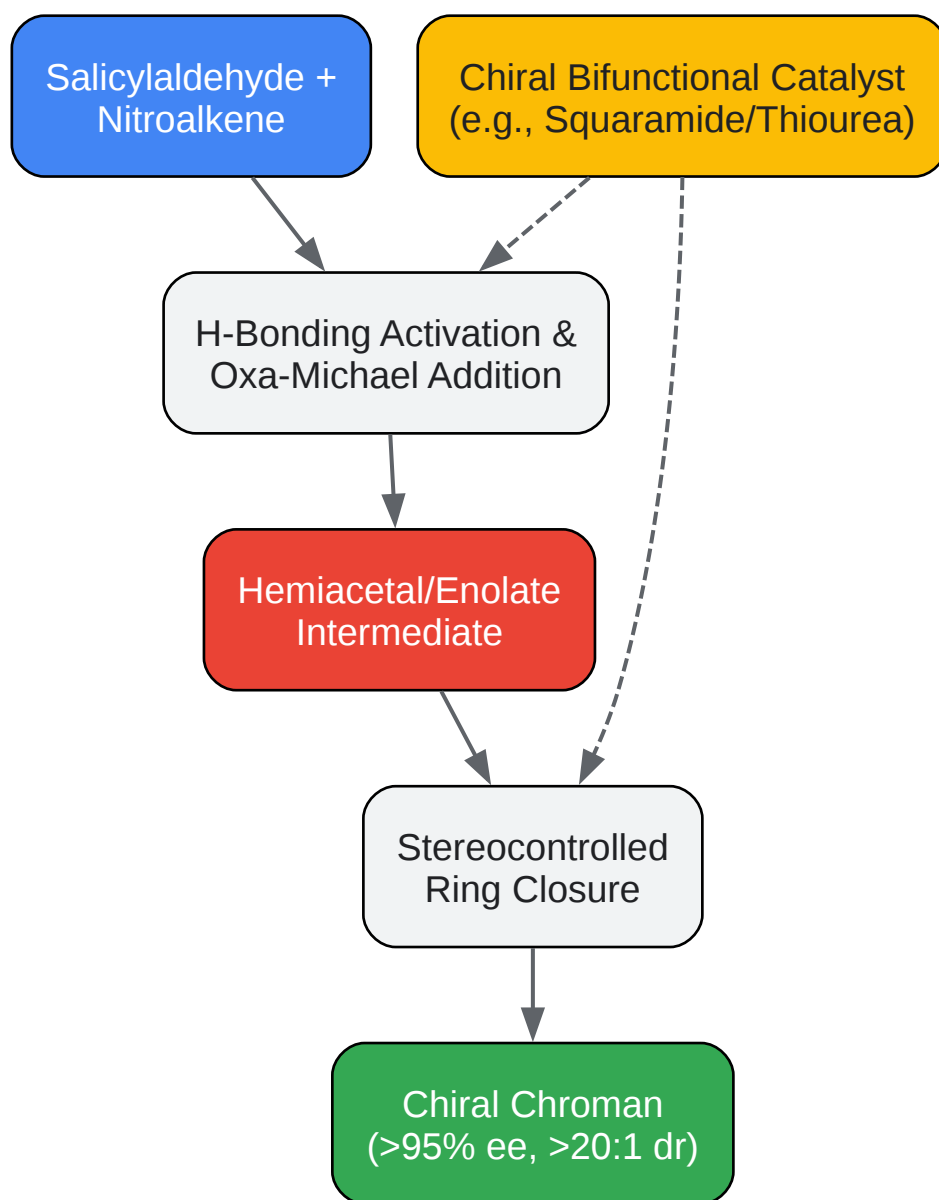 Salicylaldehyde +
Nitroalkene
Chiral Bifunctional Catalyst
(e.g., Squaramide/Thiourea)
H-Bonding Activation &
Oxa-Michael Addition
Hemiacetal/Enolate
Intermediate
Stereocontrolled
Ring Closure
Chiral Chroman
(>95% ee, >20:1 dr)